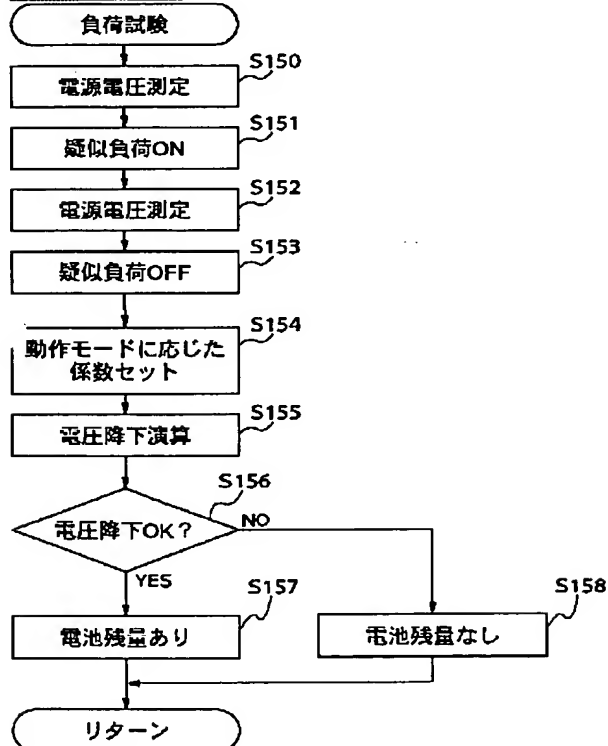 負荷試験
S150
電源電圧測定
S151
疑似負荷ON
S152
電源電圧測定
S153
疑似負荷OFF
S154
動作モードに応じた
係数セット
S155
電圧降下演算
S156
電圧降下OK？
NO
YES
S157
電池残量あり
S158
電池残量なし
リターン